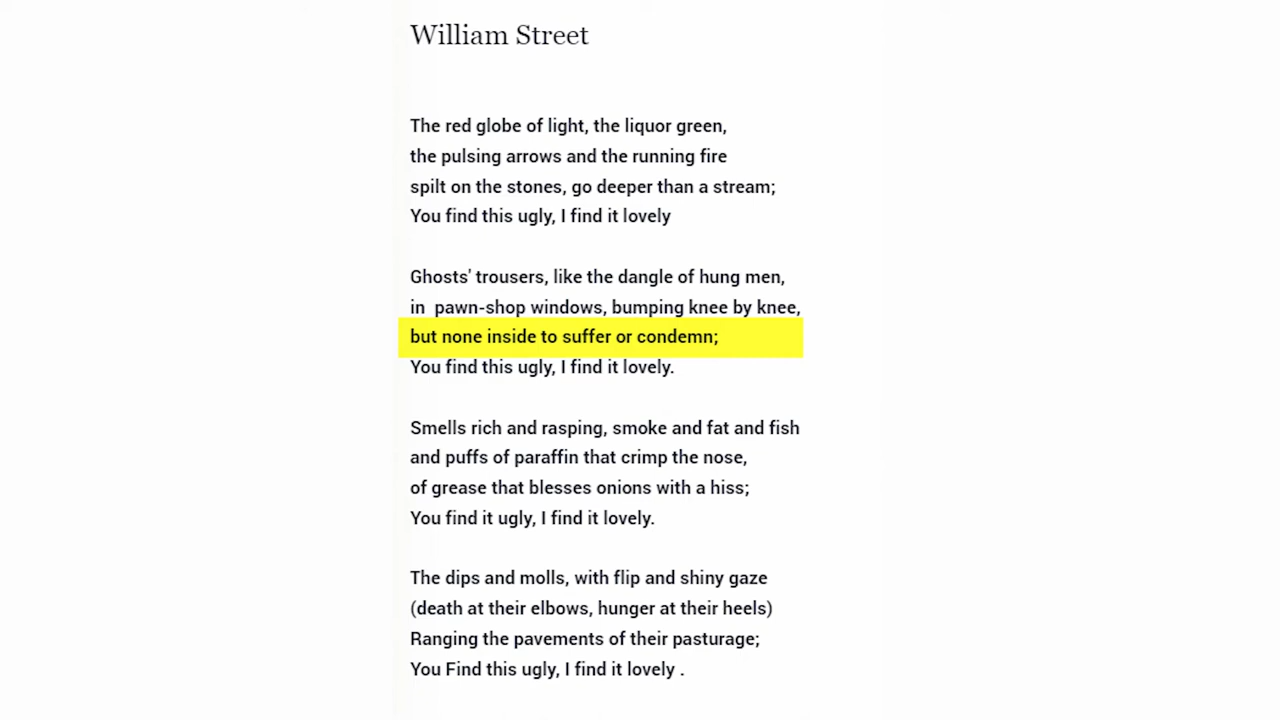 William Street
The red globe of light, the liquor green,
the pulsing arrows and the running fire
spilt on the stones, go deeper than a stream;
You find this ugly, I find it lovely
Ghosts' trousers, like the dangle of hung men,
in  pawn-shop windows, bumping knee by knee,
but none inside to suffer or condemn;
You find this ugly, I find it lovely.
Smells rich and rasping, smoke and fat and fish
and puffs of paraffin that crimp the nose,
of grease that blesses onions with a hiss;
You find it ugly, I find it lovely.
The dips and molls, with flip and shiny gaze
(death at their elbows, hunger at their heels)
Ranging the pavements of their pasturage;
You Find this ugly, I find it lovely .